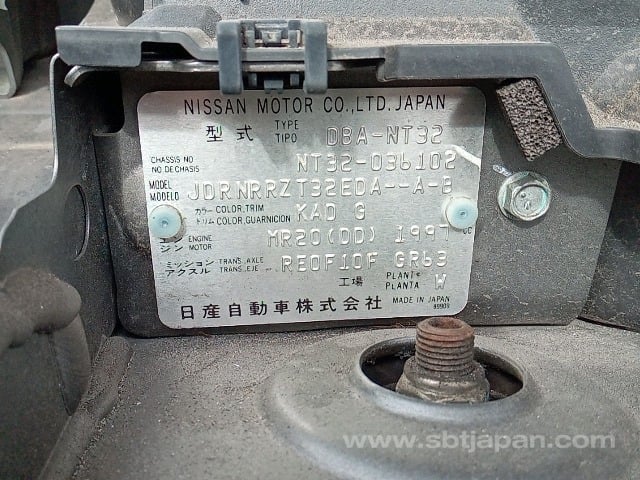 NISSAN MOTOR CO.,LTD. JAPAN
型式 TYPE TIPO DBA-NT32
CHASSIS NO NO DE CHASIS NT32-036102
MODEL MODELO JDRNRRZT32EDA--A-B
カラー COLOR,TRIM トリム COLOR,GUARNICION KAD G
エンジン ENGINE MOTOR MR20(DD) 1997 CC
ミッション TRANS. AXLE アクスル TRANS. EJE RE0F10F GR63
工場 PLANT PLANTA W
日産自動車株式会社 MADE IN JAPAN
www.sbtjapan.com